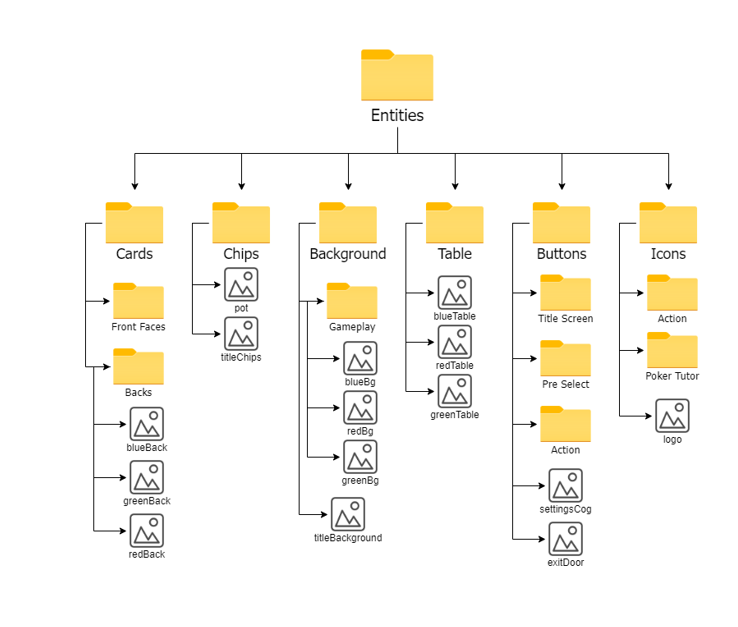 Entities
Cards
Chips
Background
Table
Buttons
Icons
Front Faces
Backs
blueBack
greenBack
redBack
pot
titleChips
Gameplay
blueBg
redBg
greenBg
titleBackground
blueTable
redTable
greenTable
Title Screen
Pre Select
Action
settingsCog
exitDoor
Action
Poker Tutor
logo